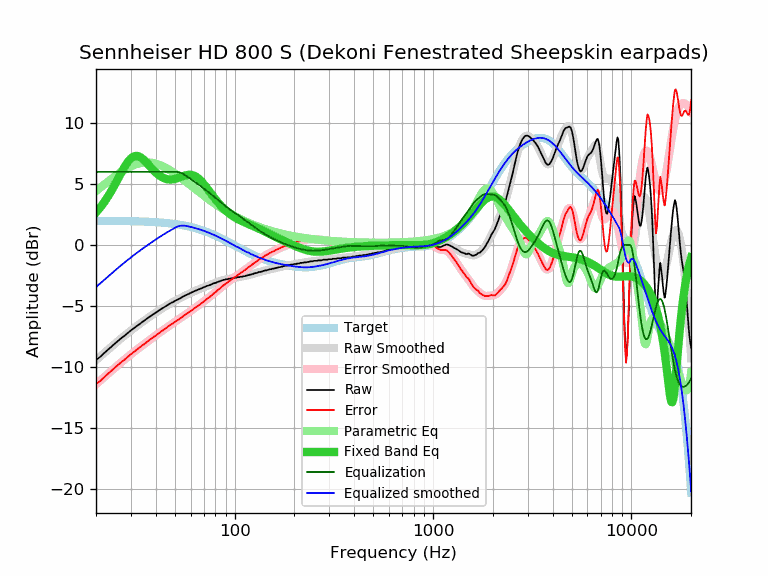 Sennheiser HD 800 S (Dekoni Fenestrated Sheepskin earpads)
Amplitude (dBr)
10
5
0
−5
−10
−15
−20
Target
Raw Smoothed
Error Smoothed
Raw
Error
Parametric Eq
Fixed Band Eq
Equalization
Equalized smoothed
100
1000
10000
Frequency (Hz)